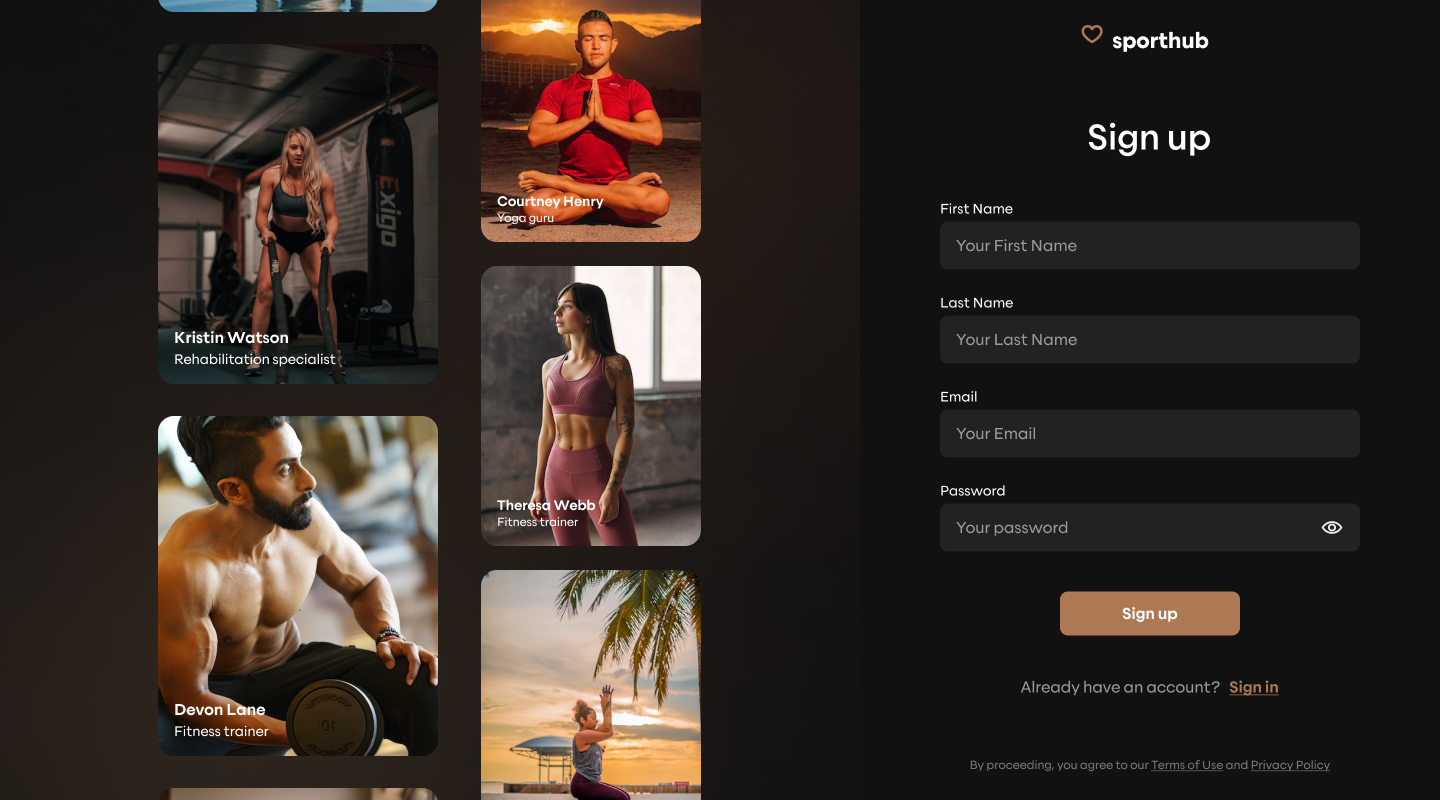 Exigo
Kristin Watson
Rehabilitation specialist
Devon Lane
Fitness trainer
10
Courtney Henry
Yoga guru
Theresa Webb
Fitness trainer
sporthub
Sign up
First Name
Your First Name
Last Name
Your Last Name
Email
Your Email
Password
Your password
Sign up
Already have an account? Sign in
By proceeding, you agree to our Terms of Use and Privacy Policy